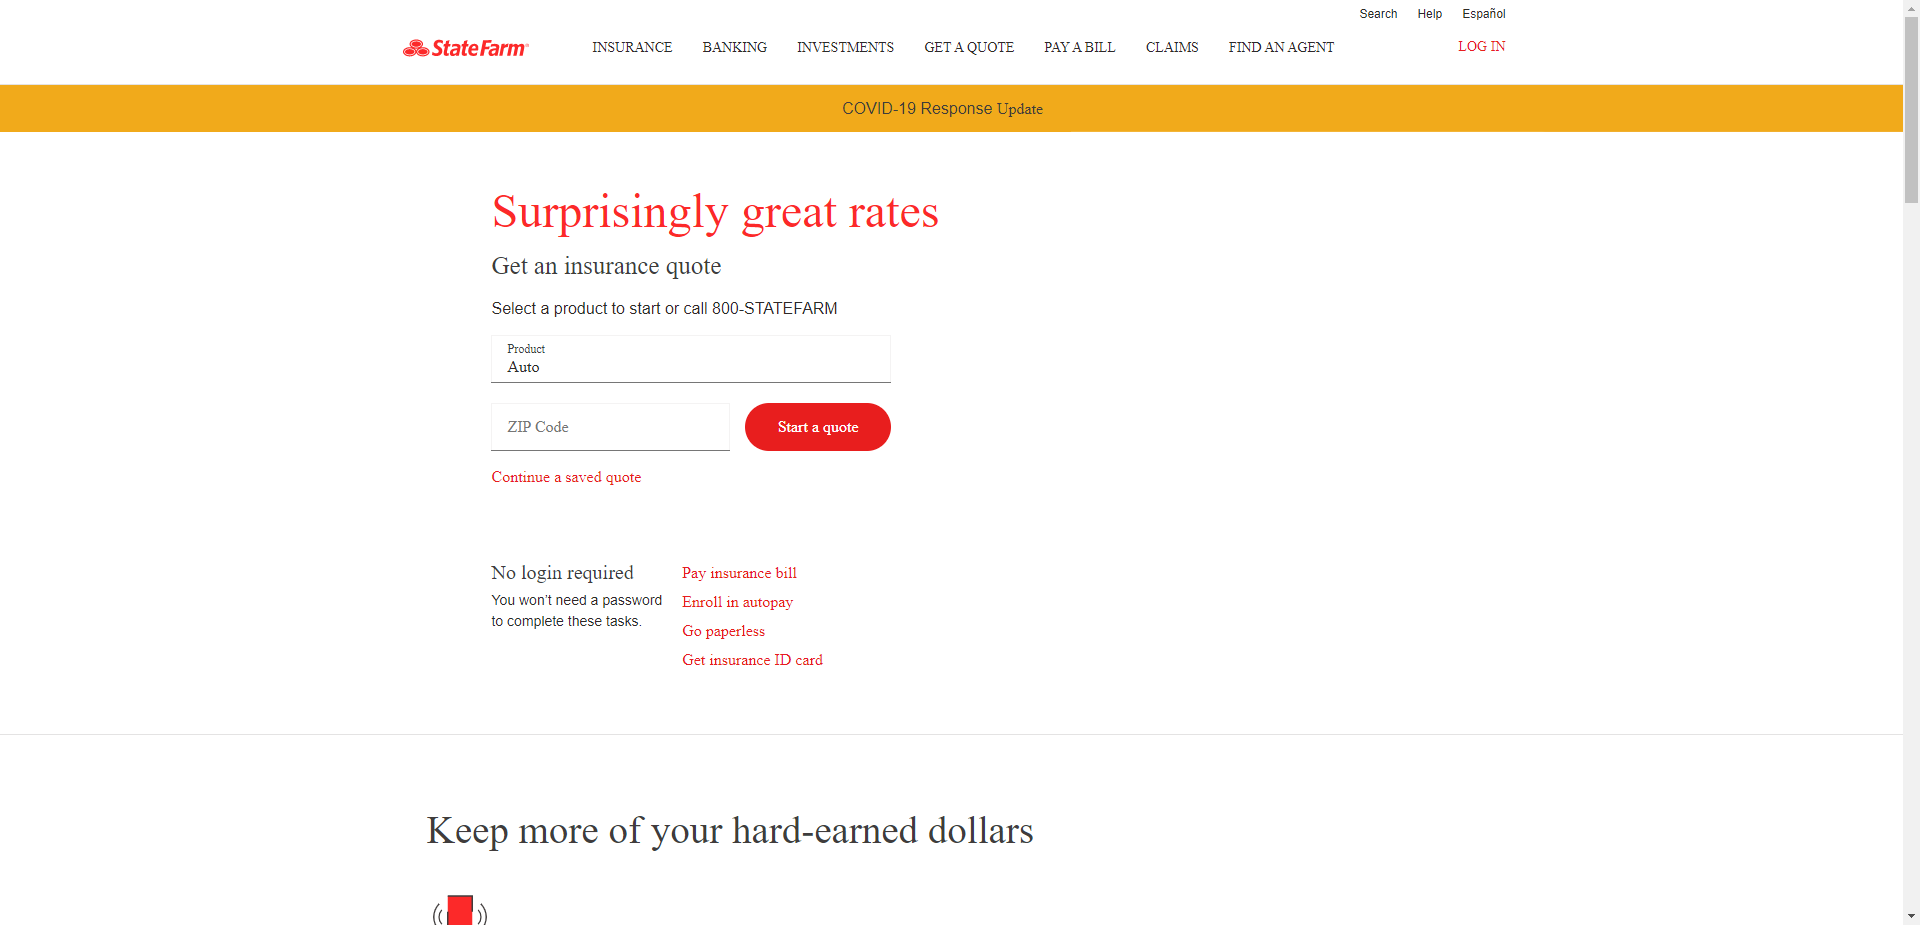 Search Help Español
State Farm®
INSURANCE BANKING INVESTMENTS GET A QUOTE PAY A BILL CLAIMS FIND AN AGENT LOG IN
COVID-19 Response Update
Surprisingly great rates
Get an insurance quote
Select a product to start or call 800-STATEFARM
Product
Auto
ZIP Code
Start a quote
Continue a saved quote
No login required
You won't need a password
to complete these tasks.
Pay insurance bill
Enroll in autopay
Go paperless
Get insurance ID card
Keep more of your hard-earned dollars